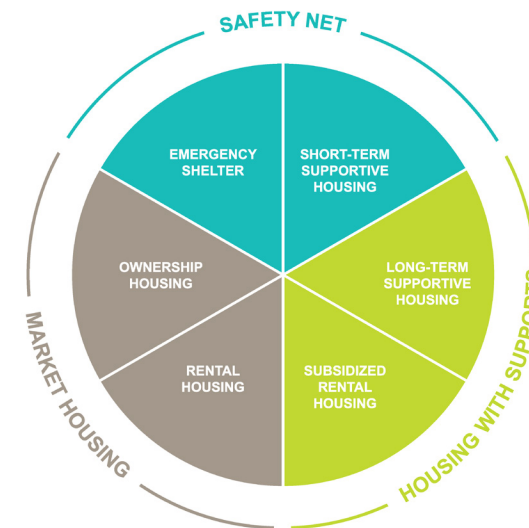 SAFETY NET
EMERGENCY
SHELTER
SHORT-TERM
SUPPORTIVE
HOUSING
OWNERSHIP
HOUSING
LONG-TERM
SUPPORTIVE
HOUSING
RENTAL
HOUSING
SUBSIDIZED
RENTAL
HOUSING
MARKET HOUSING
HOUSING WITH SUPPORTS